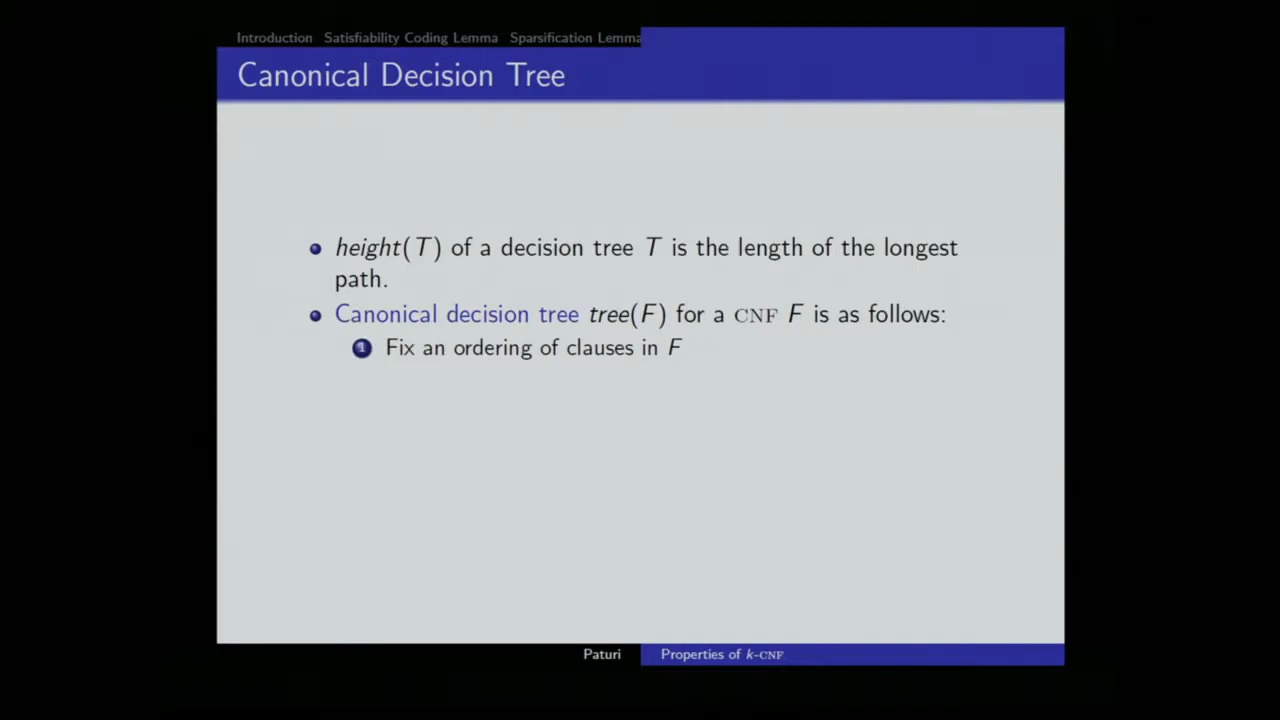 Introduction Satisfiability Coding Lemma Sparsification Lemma
Canonical Decision Tree
height(T) of a decision tree T is the length of the longest
path.
Canonical decision tree tree(F) for a CNF F is as follows:
1 Fix an ordering of clauses in F
Paturi Properties of k-CNF